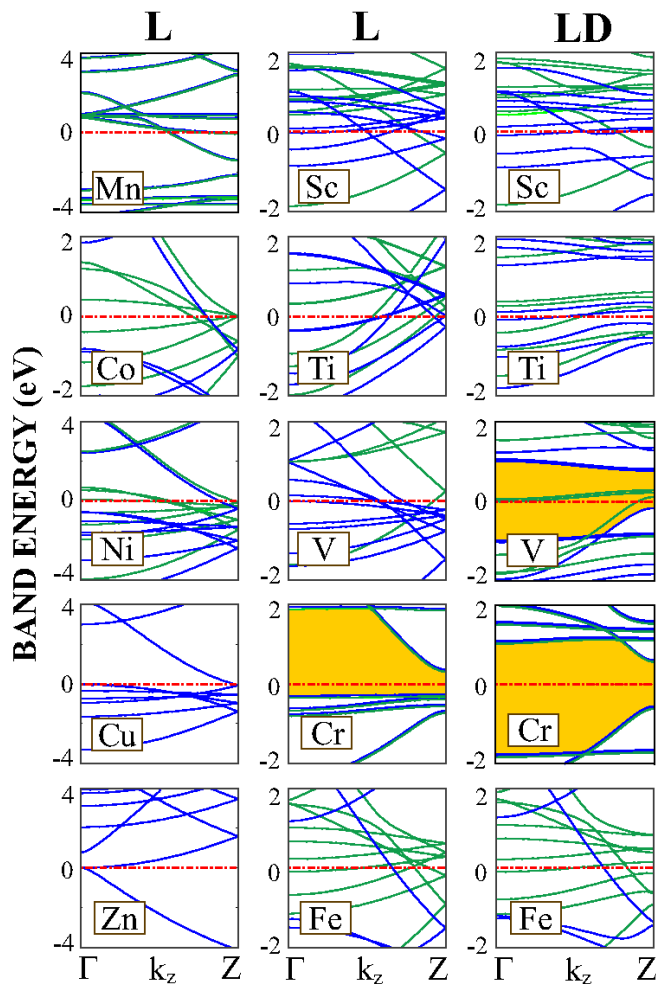 L L LD
4 2 2
0 0 0
-4 -2 -2
Mn Sc Sc
2 2 2
0 0 0
-2 -2 -2
Co Ti Ti
4 2 2
0 0 0
-4 -2 -2
Ni V V
4 2 2
0 0 0
-4 -2 -2
Cu Cr Cr
4 2 2
0 0 0
-4 -2 -2
Zn Fe Fe
Γ kz Z Γ kz Z Γ kz Z
BAND ENERGY (eV)